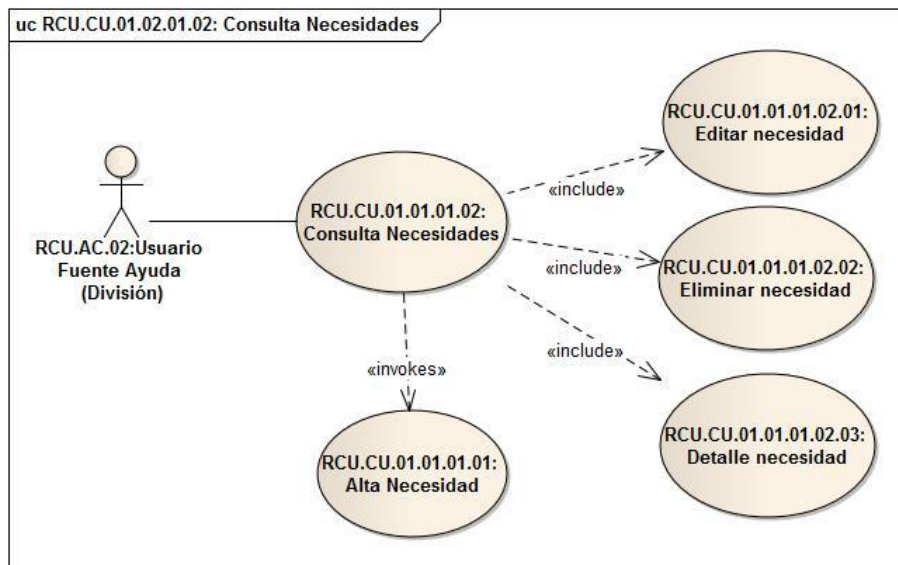 uc RCU.CU.01.02.01.02: Consulta Necesidades
RCU.CU.01.01.01.02.01:
Editar necesidad
«include»
RCU.CU.01.01.01.02:
Consulta Necesidades
RCU.AC.02:Usuario
Fuente Ayuda
(División)
«include»
RCU.CU.01.01.01.02.02:
Eliminar necesidad
«include»
«invokes»
RCU.CU.01.01.01.02.03:
Detalle necesidad
RCU.CU.01.01.01.01:
Alta Necesidad